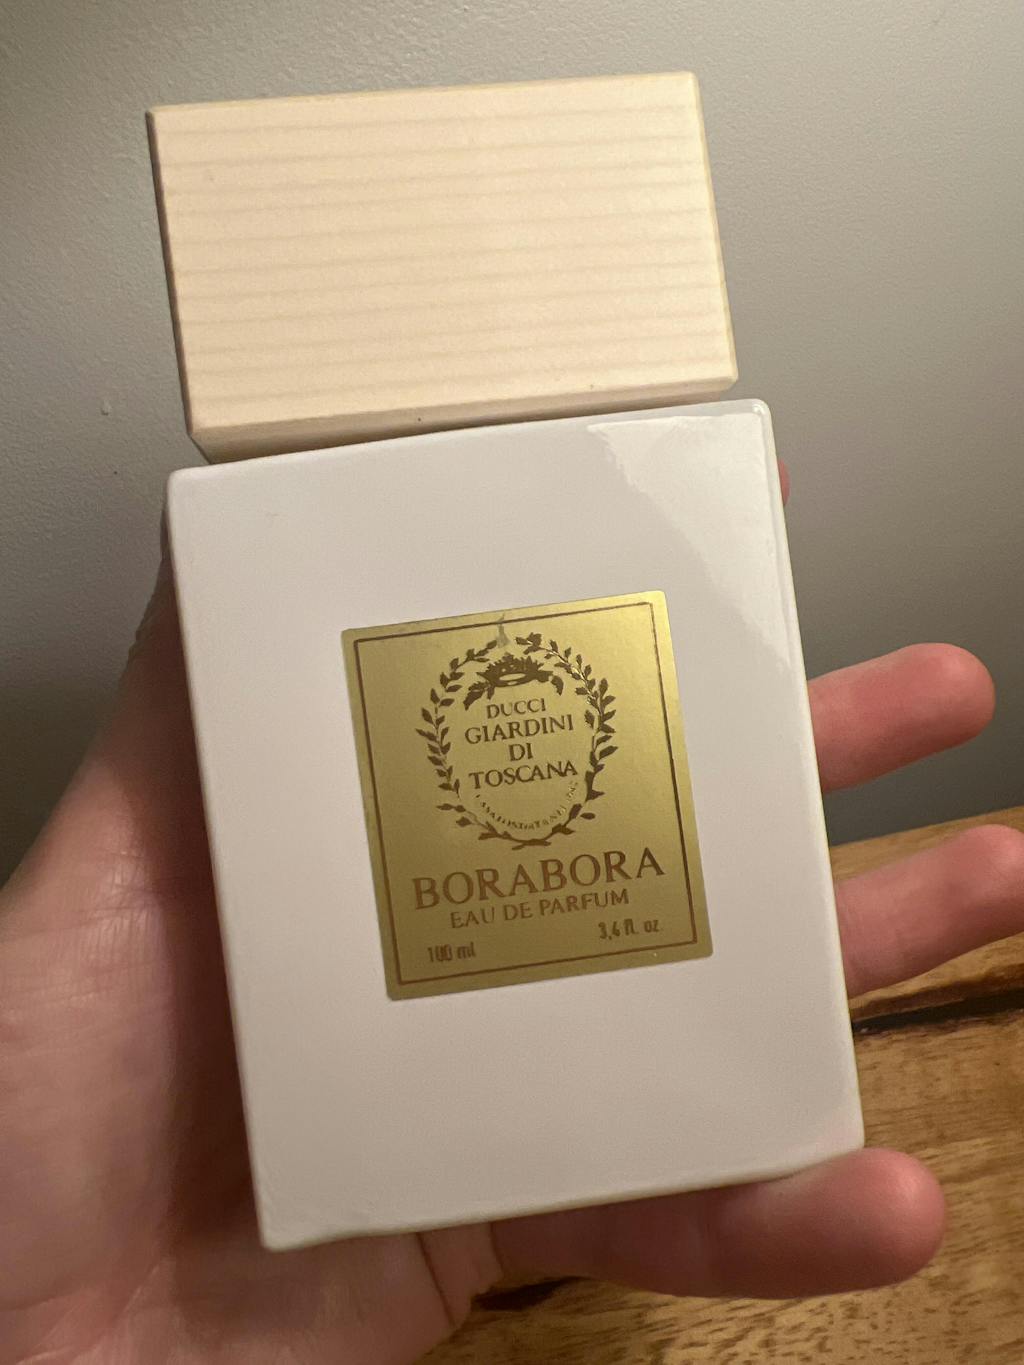 DUCCI
GIARDINI
DI
TOSCANA
BORABORA
EAU DE PARFUM
100 ml
3,4 fl. oz.